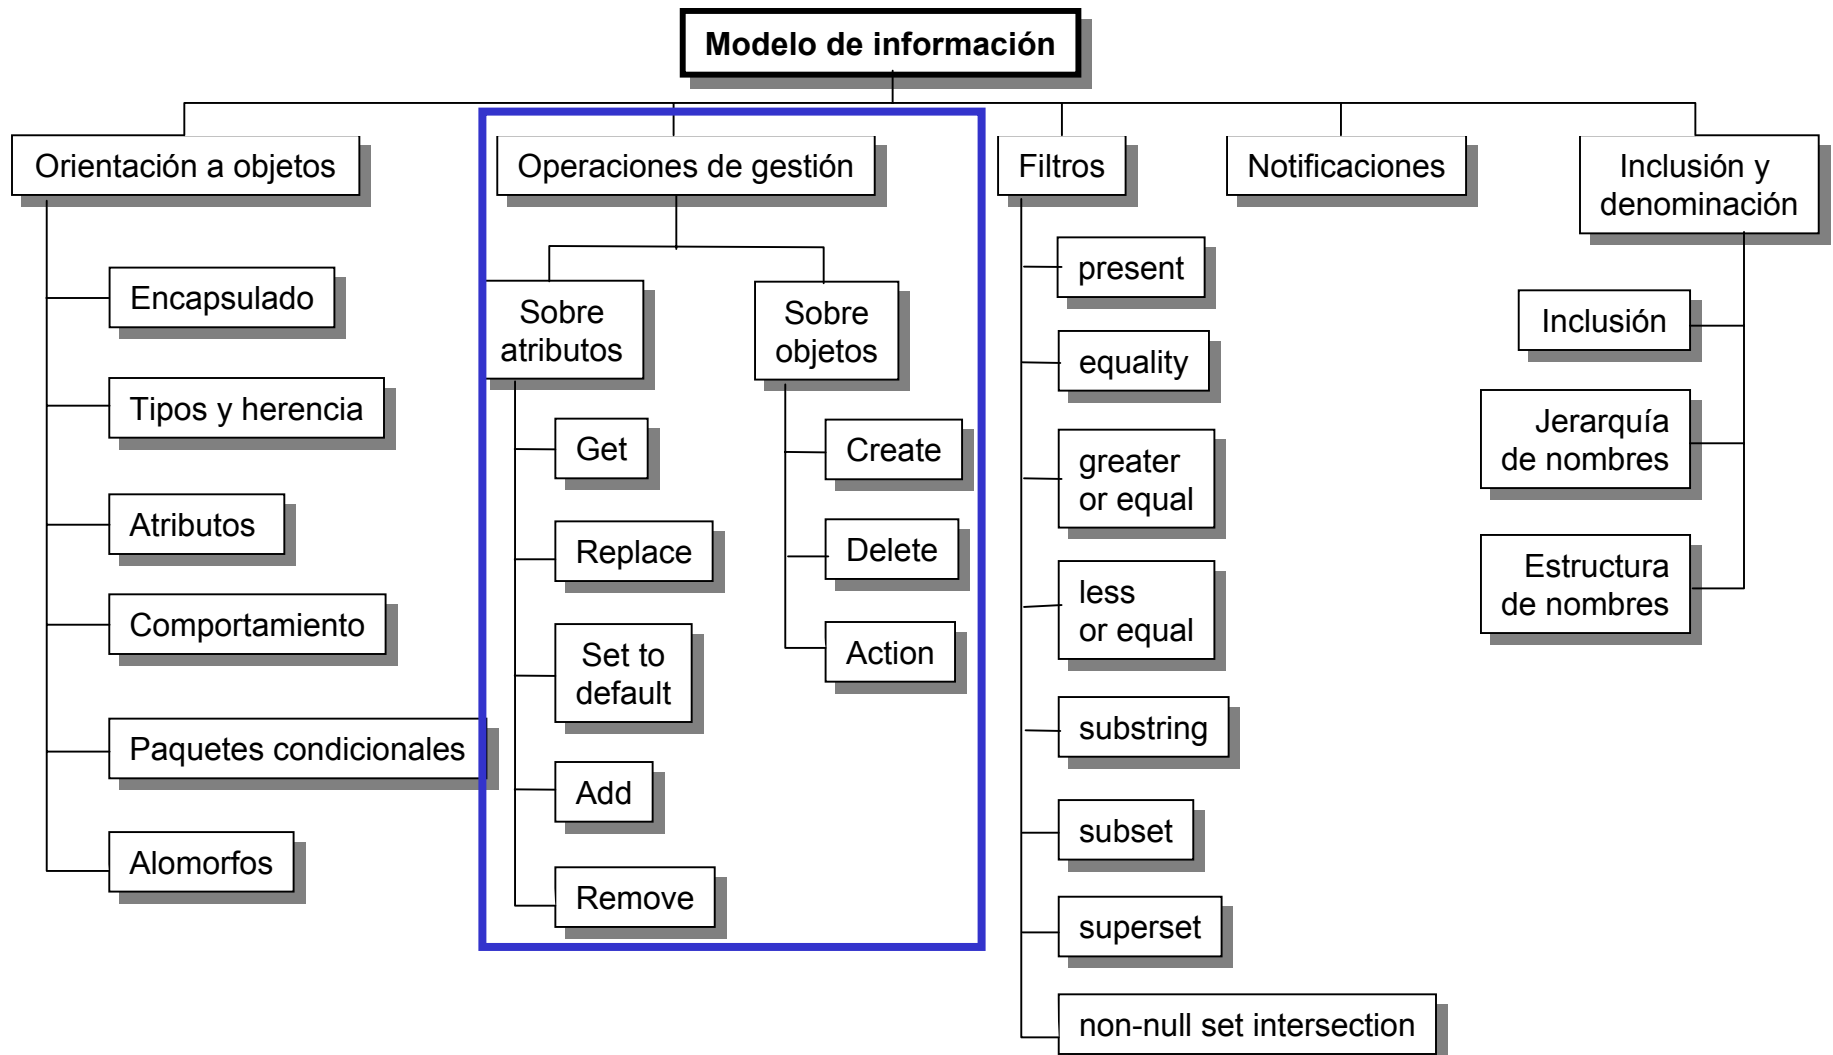 Modelo de información
Orientación a objetos
Encapsulado
Tipos y herencia
Atributos
Comportamiento
Paquetes condicionales
Alomorfos
Operaciones de gestión
Sobre
atributos
Get
Replace
Set to
default
Add
Remove
Sobre
objetos
Create
Delete
Action
Filtros
present
equality
greater
or equal
less
or equal
substring
subset
superset
non-null set intersection
Notificaciones
Inclusión y
denominación
Inclusión
Jerarquía
de nombres
Estructura
de nombres